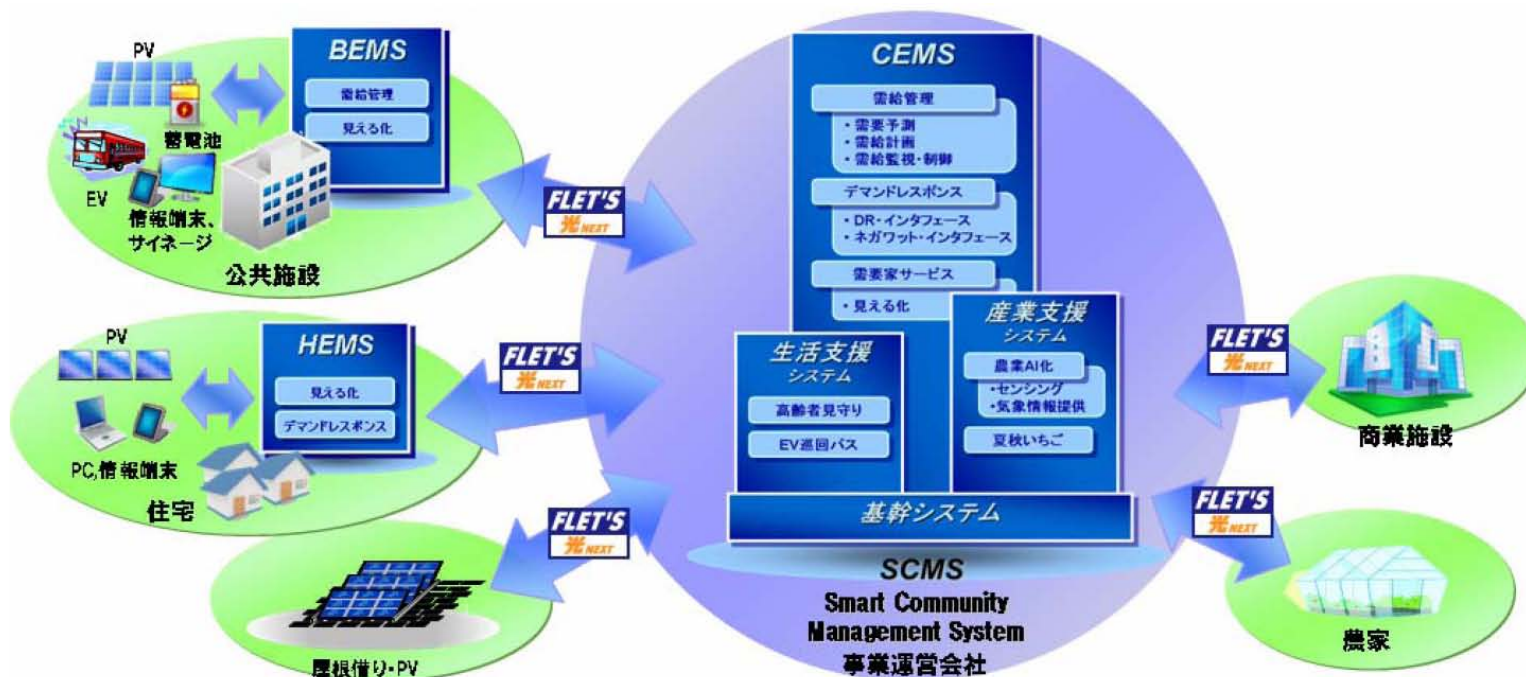 PV
BEMS
需給管理
見える化
蓄電池
EV
情報端末、
サイネージ
公共施設
FLET'S
光NEXT
PV
HEMS
見える化
デマンドレスポンス
PC,情報端末
住宅
FLET'S
光NEXT
屋根借り・PV
FLET'S
光NEXT
CEMS
需給管理
・需要予測
・需給計画
・需給監視・制御
デマンドレスポンス
・DR・インタフェース
・ネガワット・インタフェース
需要家サービス
・見える化
生活支援
システム
高齢者見守り
EV巡回バス
産業支援
システム
農業AI化
・センシング
・気象情報提供
夏秋いちご
基幹システム
SCMS
Smart Community
Management System
事業運営会社
FLET'S
光NEXT
商業施設
FLET'S
光NEXT
農家